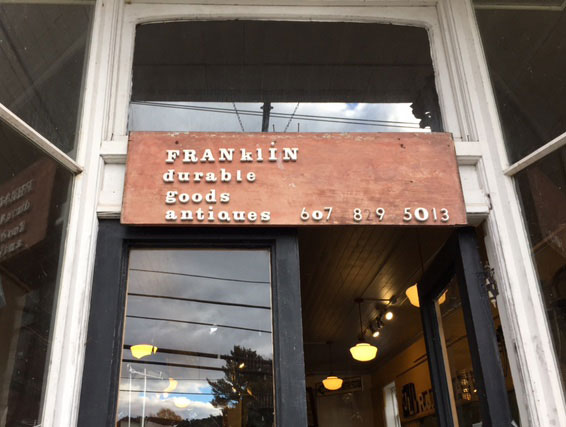 FRANkliN
durable
goods
antiques 607 829 5013